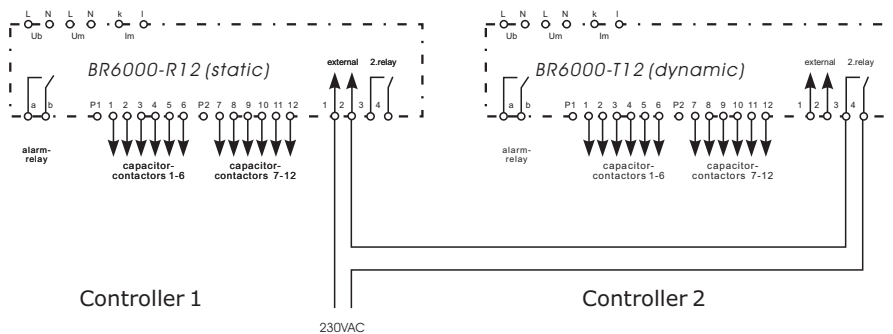 L N L N k l
Ub Um Im
BR6000-R12 (static)
external 2.relay
a b P1 1 2 3 4 5 6 P2 7 8 9 10 11 12 1 2 3 4
alarm-
relay
capacitor-
contactors 1-6
capacitor-
contactors 7-12
L N L N k l
Ub Um Im
BR6000-T12 (dynamic)
external 2.relay
a b P1 1 2 3 4 5 6 P2 7 8 9 10 11 12 1 2 3 4
alarm-
relay
capacitor-
contactors 1-6
capacitor-
contactors 7-12
Controller 1
Controller 2
230VAC